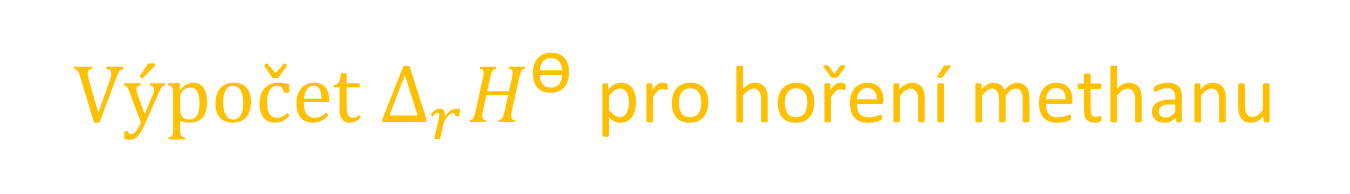 Výpočet Δ_r H^Ɵ pro hoření methanu